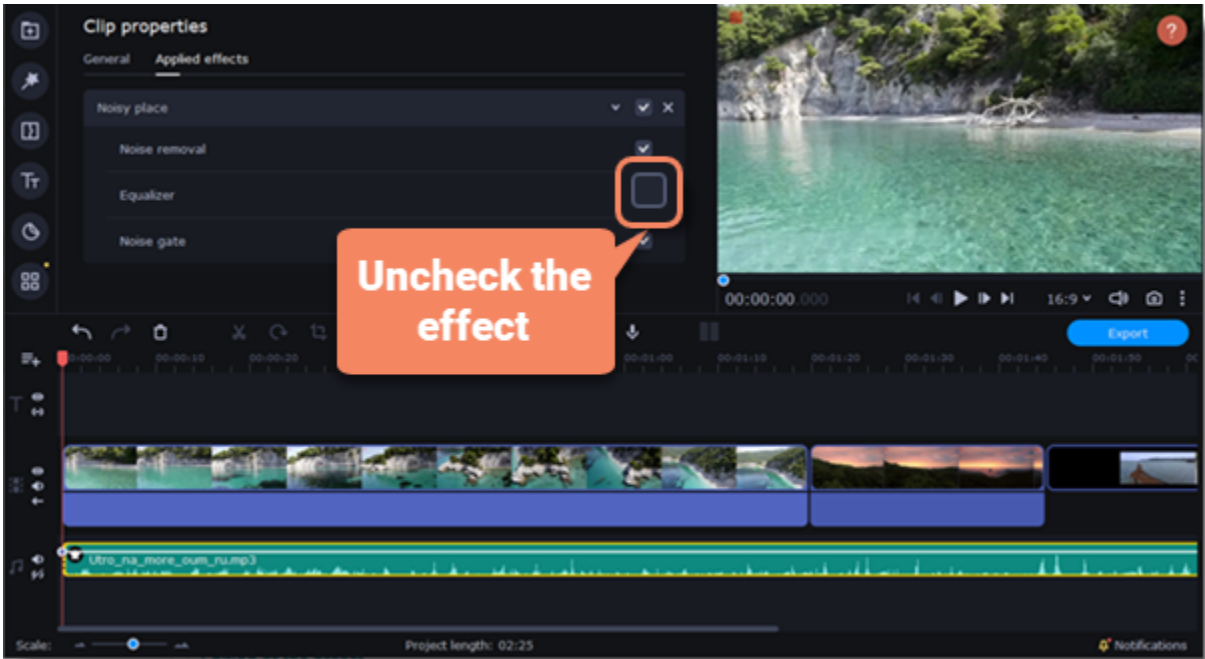 Clip properties
General Applied effects
Noisy place
Noise removal
Equalizer
Noise gate
Uncheck the
effect
?
00:00:00.000
16:9
Export
0:00:00 00:00:10 00:00:20 00:01:00 00:01:10 00:01:20 00:01:30 00:01:40 00:01:50 00
Utro_na_more_oum_ru.mp3
Scale:
Project length: 02:25
Notifications